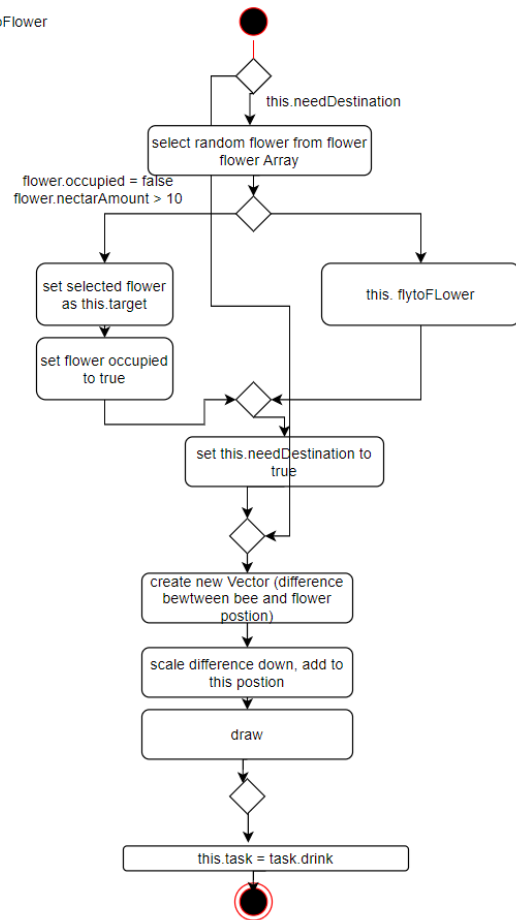 oFlower
this.needDestination
select random flower from flower
flower Array
flower.occupied = false
flower.nectarAmount > 10
set selected flower
as this.target
this. flytoFLower
set flower occupied
to true
set this.needDestination to
true
create new Vector (difference
bewtween bee and flower
postion)
scale difference down, add to
this postion
draw
this.task = task.drink